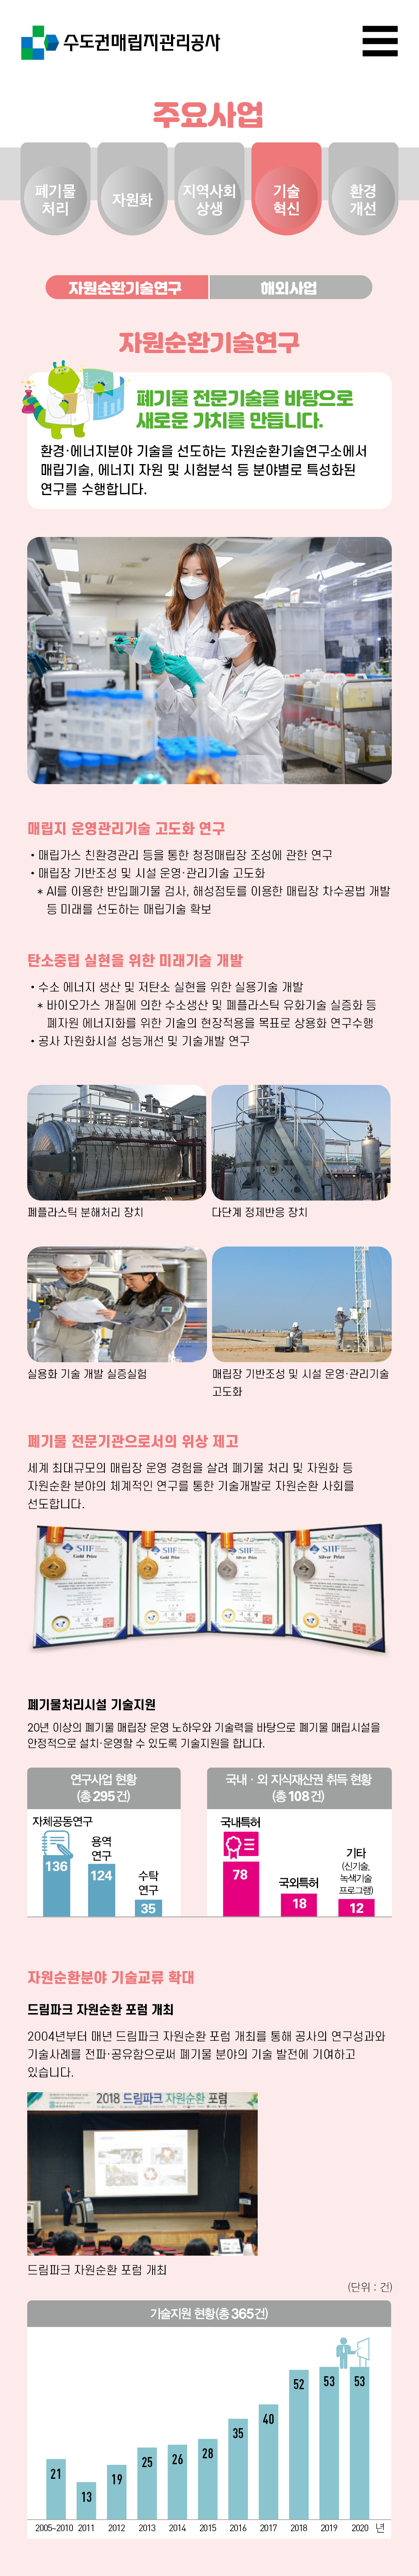 수도권매립지관리공사
주요사업
폐기물
처리
자원화
지역사회
상생
기술
혁신
환경
개선
자원순환기술연구
해외사업
자원순환기술연구
폐기물 전문기술을 바탕으로
새로운 가치를 만듭니다.
환경·에너지분야 기술을 선도하는 자원순환기술연구소에서
매립기술, 에너지 자원 및 시험분석 등 분야별로 특성화된
연구를 수행합니다.
매립지 운영관리기술 고도화 연구
• 매립가스 친환경관리 등을 통한 청정매립장 조성에 관한 연구
• 매립장 기반조성 및 시설 운영·관리기술 고도화
* AI를 이용한 반입폐기물 검사, 해성점토를 이용한 매립장 차수공법 개발
등 미래를 선도하는 매립기술 확보
탄소중립 실현을 위한 미래기술 개발
• 수소 에너지 생산 및 저탄소 실현을 위한 실용기술 개발
* 바이오가스 개질에 의한 수소생산 및 폐플라스틱 유화기술 실증화 등
폐자원 에너지화를 위한 기술의 현장적용을 목표로 상용화 연구수행
• 공사 자원화시설 성능개선 및 기술개발 연구
폐플라스틱 분해처리 장치
다단계 정제반응 장치
실용화 기술 개발 실증실험
매립장 기반조성 및 시설 운영·관리기술
고도화
폐기물 전문기관으로서의 위상 제고
세계 최대규모의 매립장 운영 경험을 살려 폐기물 처리 및 자원화 등
자원순환 분야의 체계적인 연구를 통한 기술개발로 자원순환 사회를
선도합니다.
SIIF
Gold Prize
SIIF
Gold Prize
SIIF
Silver Prize
SIIF
Silver Prize
폐기물처리시설 기술지원
20년 이상의 폐기물 매립장 운영 노하우와 기술력을 바탕으로 폐기물 매립시설을
안정적으로 설치·운영할 수 있도록 기술지원을 합니다.
연구사업 현황
(총 295건)
자체공동연구
136
용역
연구
124
수탁
연구
35
국내 · 외 지식재산권 취득 현황
(총 108건)
국내특허
78
국외특허
18
기타
(신기술,
녹색기술
프로그램)
12
자원순환분야 기술교류 확대
드림파크 자원순환 포럼 개최
2004년부터 매년 드림파크 자원순환 포럼 개최를 통해 공사의 연구성과와
기술사례를 전파·공유함으로써 폐기물 분야의 기술 발전에 기여하고
있습니다.
2018 드림파크 자원순환 포럼
드림파크 자원순환 포럼 개최
(단위 : 건)
기술지원 현황(총 365건)
21
13
19
25
26
28
35
40
52
53
53
2005~2010 2011 2012 2013 2014 2015 2016 2017 2018 2019 2020 년